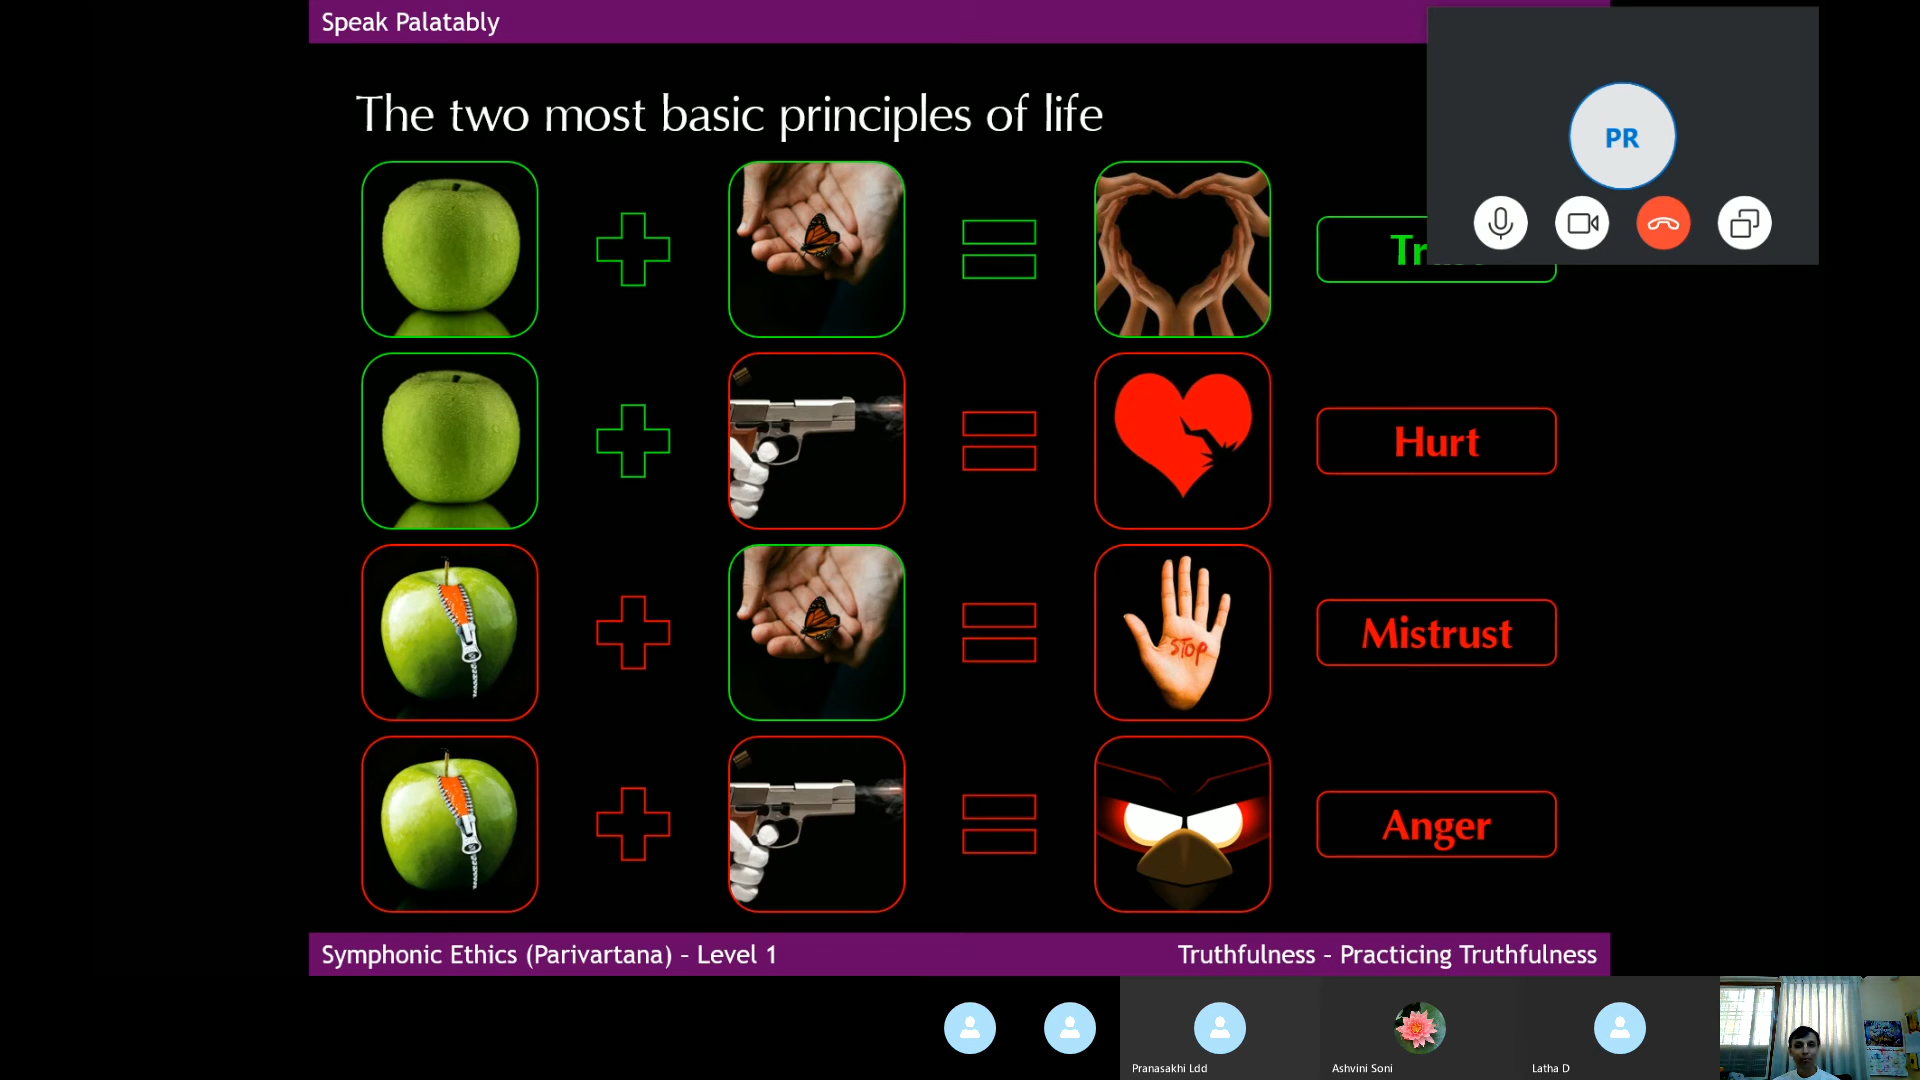 Speak Palatably
The two most basic principles of life
PR
Hurt
STOP
Mistrust
Anger
Symphonic Ethics (Parivartana) – Level 1
Truthfulness – Practicing Truthfulness
Pranasakhi Ldd
Ashvini Soni
Latha D